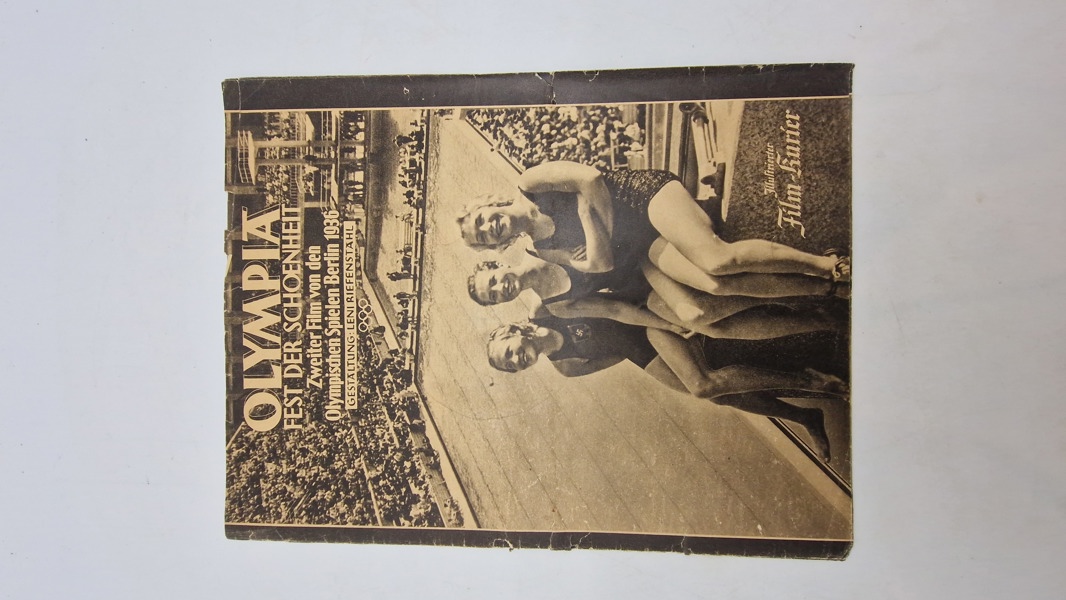 OLYMPIA
FEST DER SCHOENHEIT
Zweiter Film von den
Olympischen Spielen Berlin 1936
GESTALTUNG: LENI RIEFENSTAHL
Illustrierter
Film-Kurier